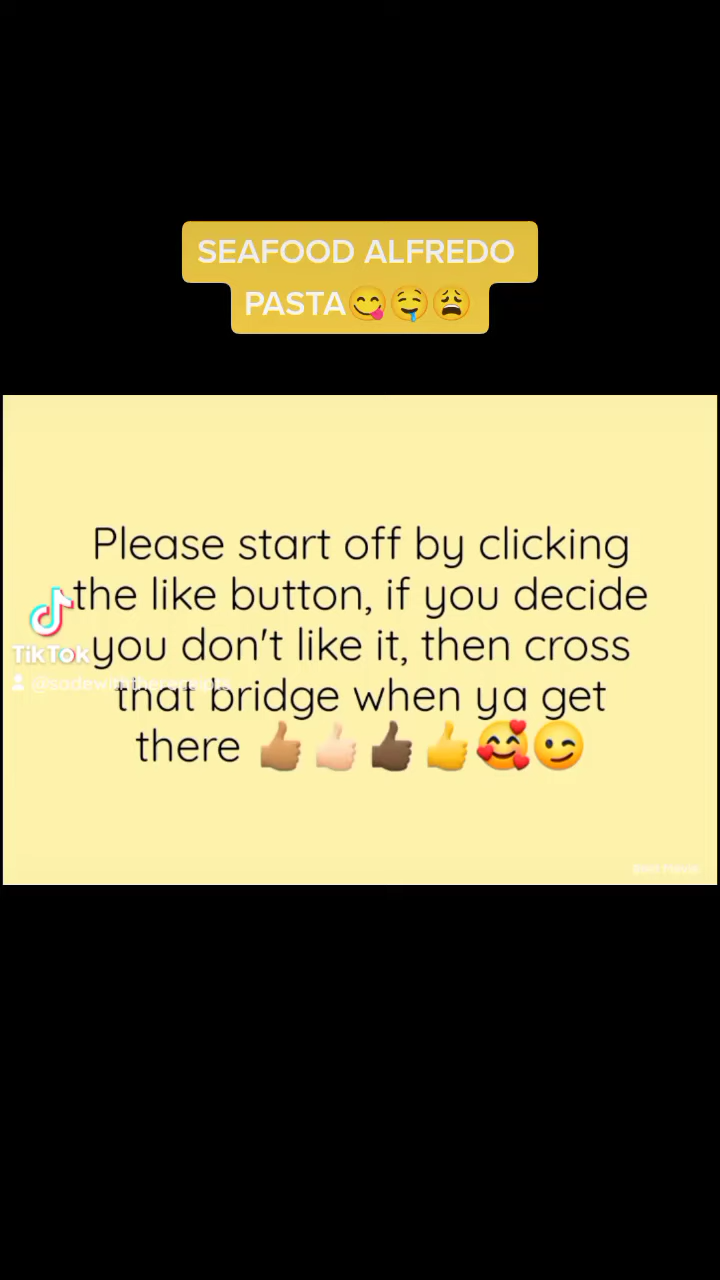 SEAFOOD ALFREDO
PASTA😋🤤😩
Please start off by clicking
the like button, if you decide
you don't like it, then cross
that bridge when ya get
there 👍🏽👍🏻👍🏿👍🥰😉
TikTok